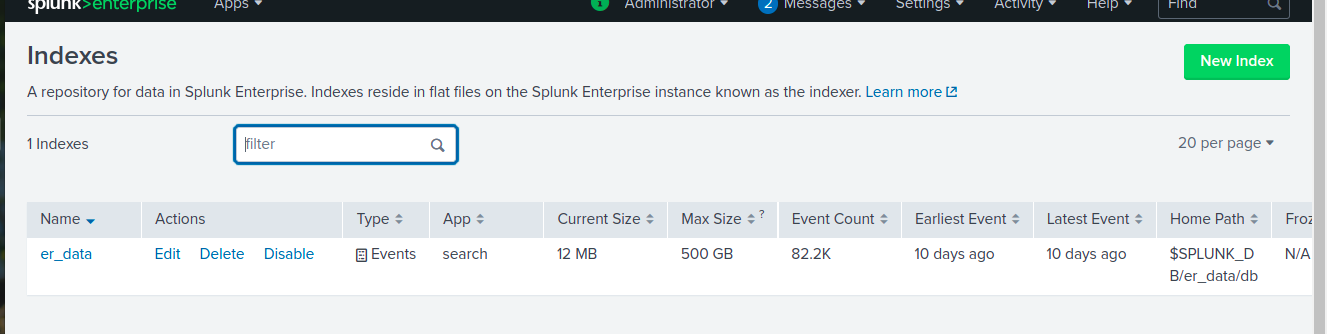 splunk>enterprise Apps i Administrator 2 Messages Settings Activity Help Find
Indexes
New Index
A repository for data in Splunk Enterprise. Indexes reside in flat files on the Splunk Enterprise instance known as the indexer. Learn more
1 Indexes filter 20 per page
Name Actions Type App Current Size Max Size ? Event Count Earliest Event Latest Event Home Path Froz
er_data Edit Delete Disable Events search 12 MB 500 GB 82.2K 10 days ago 10 days ago $SPLUNK_D N/A
B/er_data/db